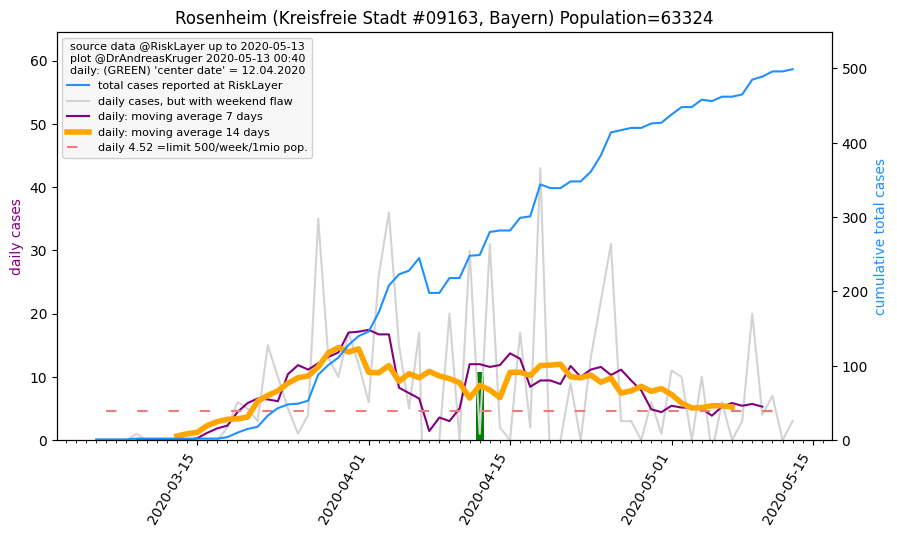 Rosenheim (Kreisfreie Stadt #09163, Bayern) Population=63324
source data @RiskLayer up to 2020-05-13
plot @DrAndreasKruger 2020-05-13 00:40
daily: (GREEN) 'center date' = 12.04.2020
total cases reported at RiskLayer
daily cases, but with weekend flaw
daily: moving average 7 days
daily: moving average 14 days
daily 4.52 =limit 500/week/1mio pop.
daily cases
60
50
40
30
20
10
0
500
400
300
200
100
0
cumulative total cases
2020-03-15
2020-04-01
2020-04-15
2020-05-01
2020-05-15